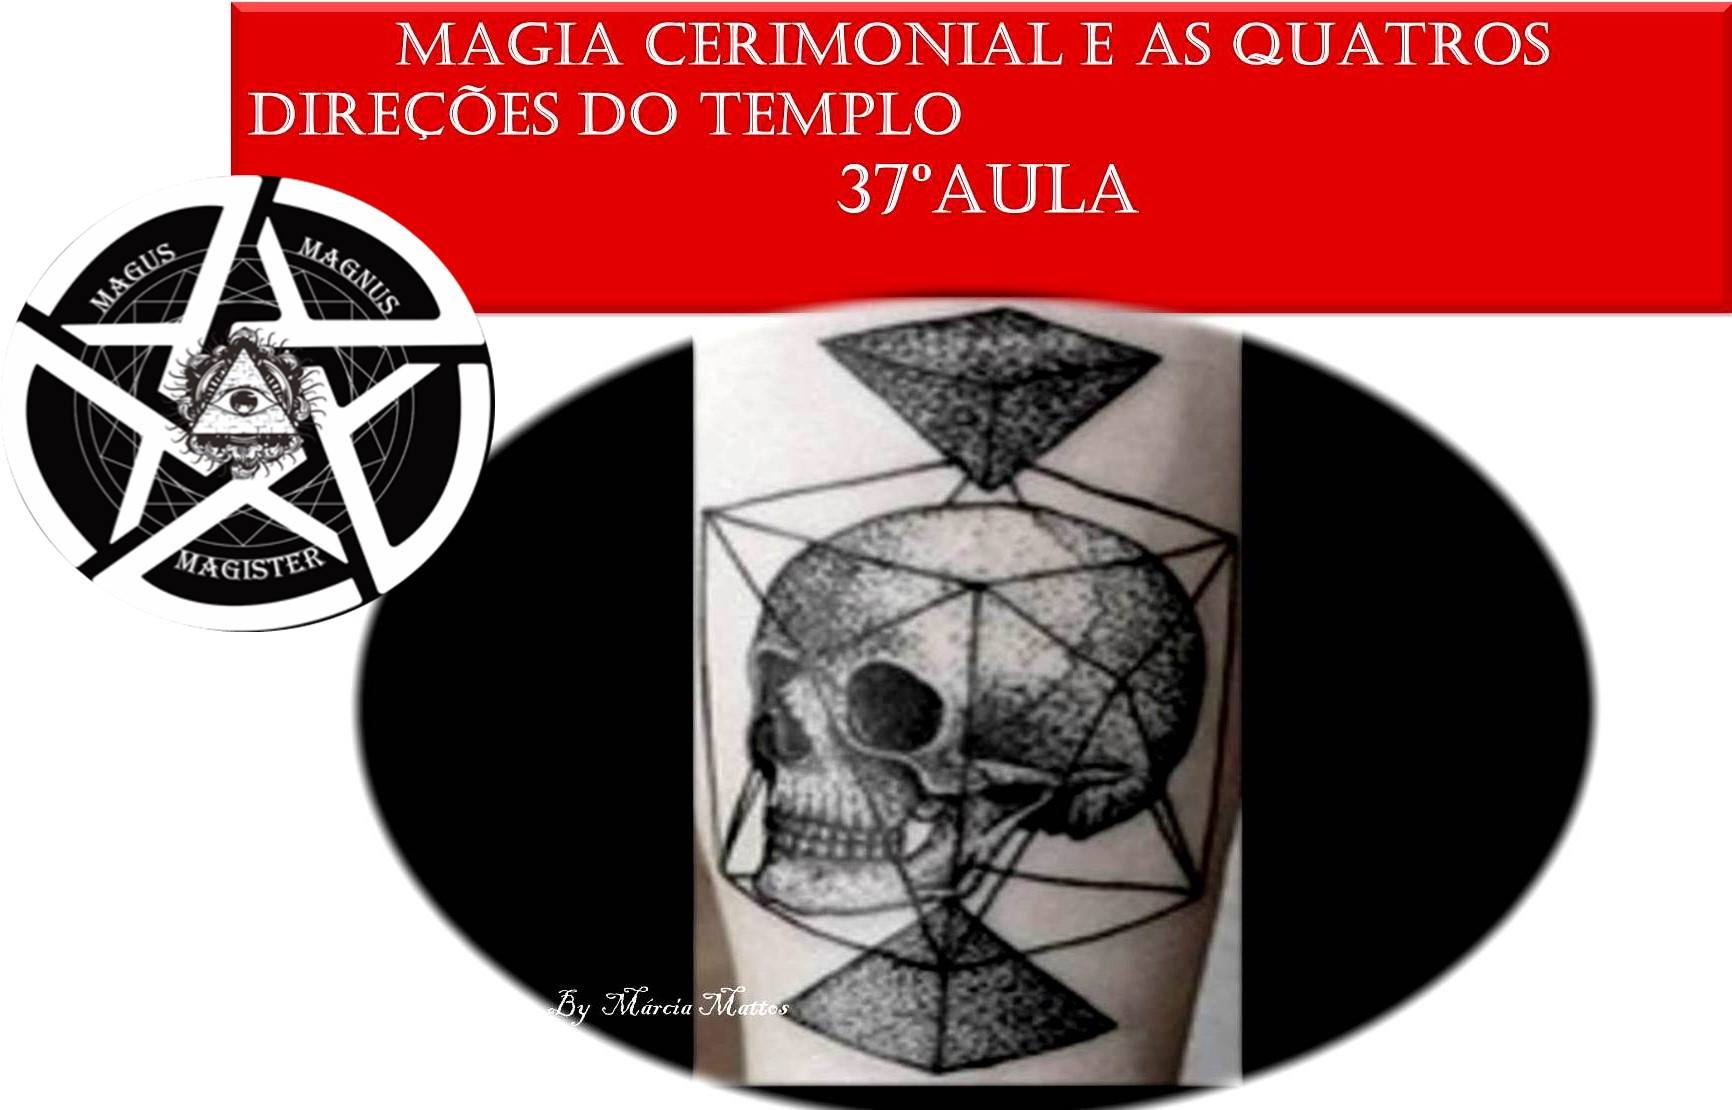 MAGIA CERIMONIAL E AS QUATROS
DIREÇÕES DO TEMPLO
37ºAULA
MAGUS
MAGNUS
MAGISTER
By Márcia Mattos